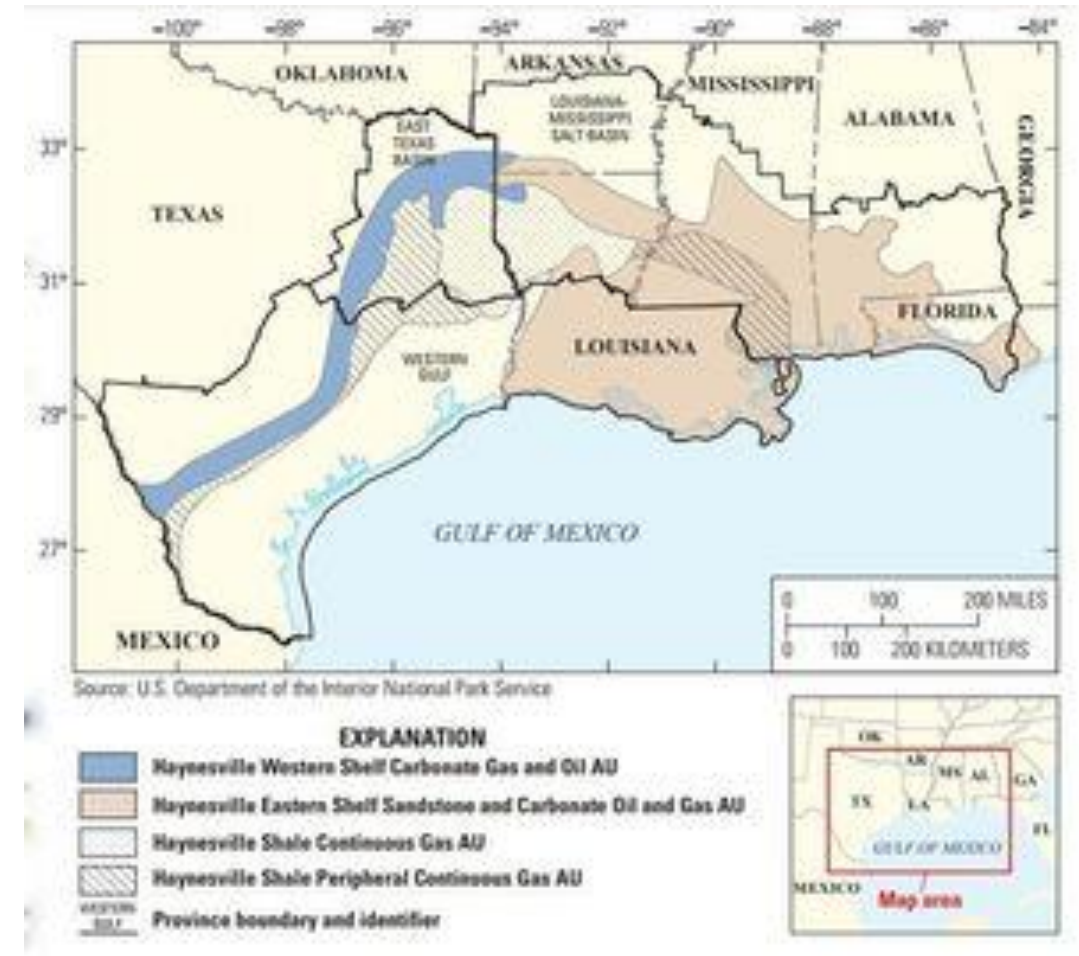 -100° -98° -96° -94° -92° -90° -88° -86° -84°
OKLAHOMA
ARKANSAS
MISSISSIPPI
ALABAMA
GEORGIA
LOUISIANA-
MISSISSIPPI
SALT BASIN
EAST
TEXAS
BASIN
33°
TEXAS
31°
FLORIDA
LOUISIANA
WESTERN
GULF
29°
GULF OF MEXICO
27°
MEXICO
0 100 200 MILES
0 100 200 KILOMETERS
Source: U.S. Department of the Interior National Park Service
EXPLANATION
Haynesville Western Shelf Carbonate Gas and Oil AU
Haynesville Eastern Shelf Sandstone and Carbonate Oil and Gas AU
Haynesville Shale Continuous Gas AU
Haynesville Shale Peripheral Continuous Gas AU
WESTERN
GULF
Province boundary and identifier
OK
AR
MS AL
GA
TX
LA
FL
GULF OF MEXICO
MEXICO
Map area